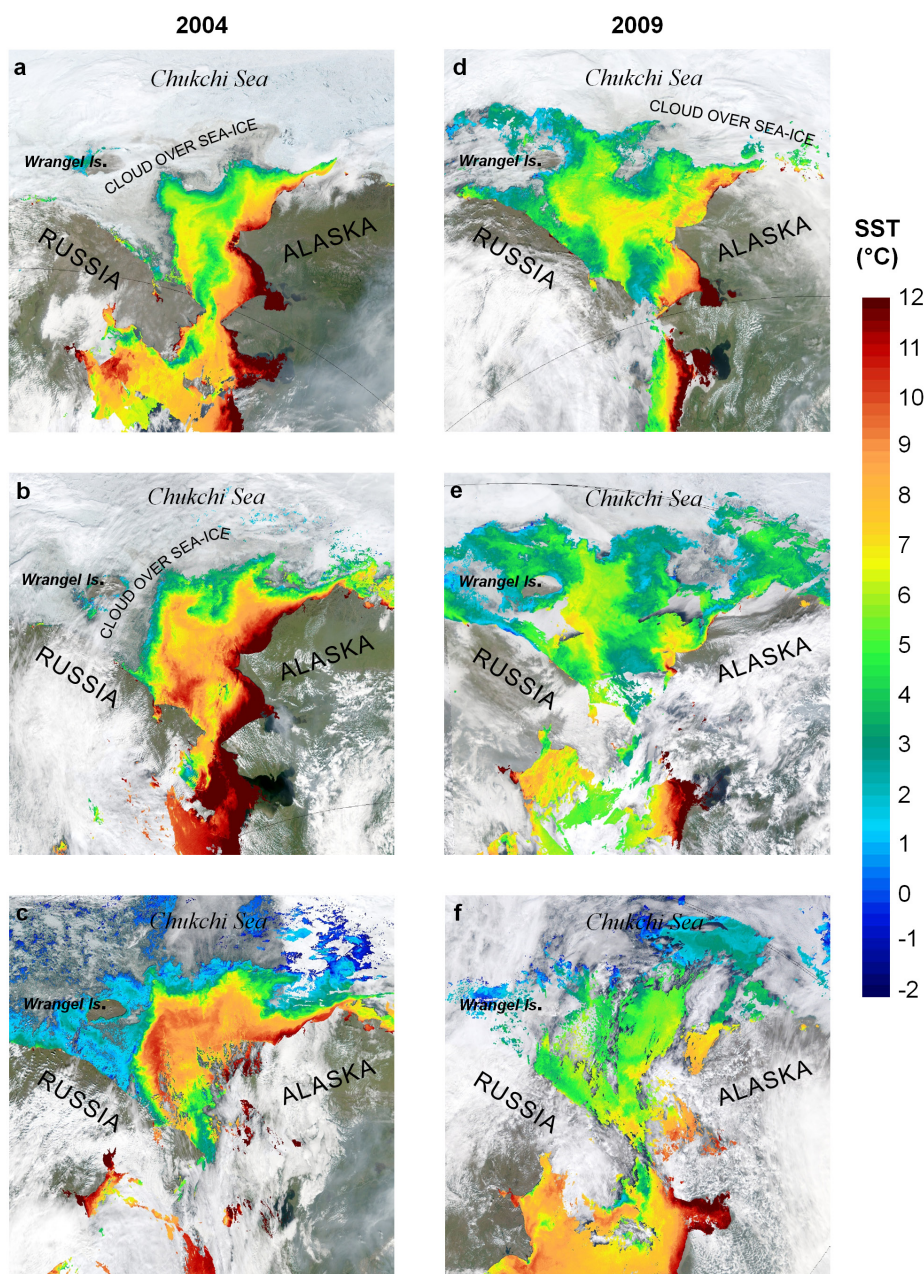 2004
2009
a
Chukchi Sea
CLOUD OVER SEA-ICE
Wrangel Is.
RUSSIA
ALASKA
d
Chukchi Sea
CLOUD OVER SEA-ICE
Wrangel Is.
RUSSIA
ALASKA
b
Chukchi Sea
CLOUD OVER SEA-ICE
Wrangel Is.
RUSSIA
ALASKA
e
Chukchi Sea
Wrangel Is.
RUSSIA
ALASKA
c
Chukchi Sea
Wrangel Is.
RUSSIA
ALASKA
f
Chukchi Sea
Wrangel Is.
RUSSIA
ALASKA
SST
(°C)
12
10
9
8
7
6
5
4
3
2
0
-1
-2